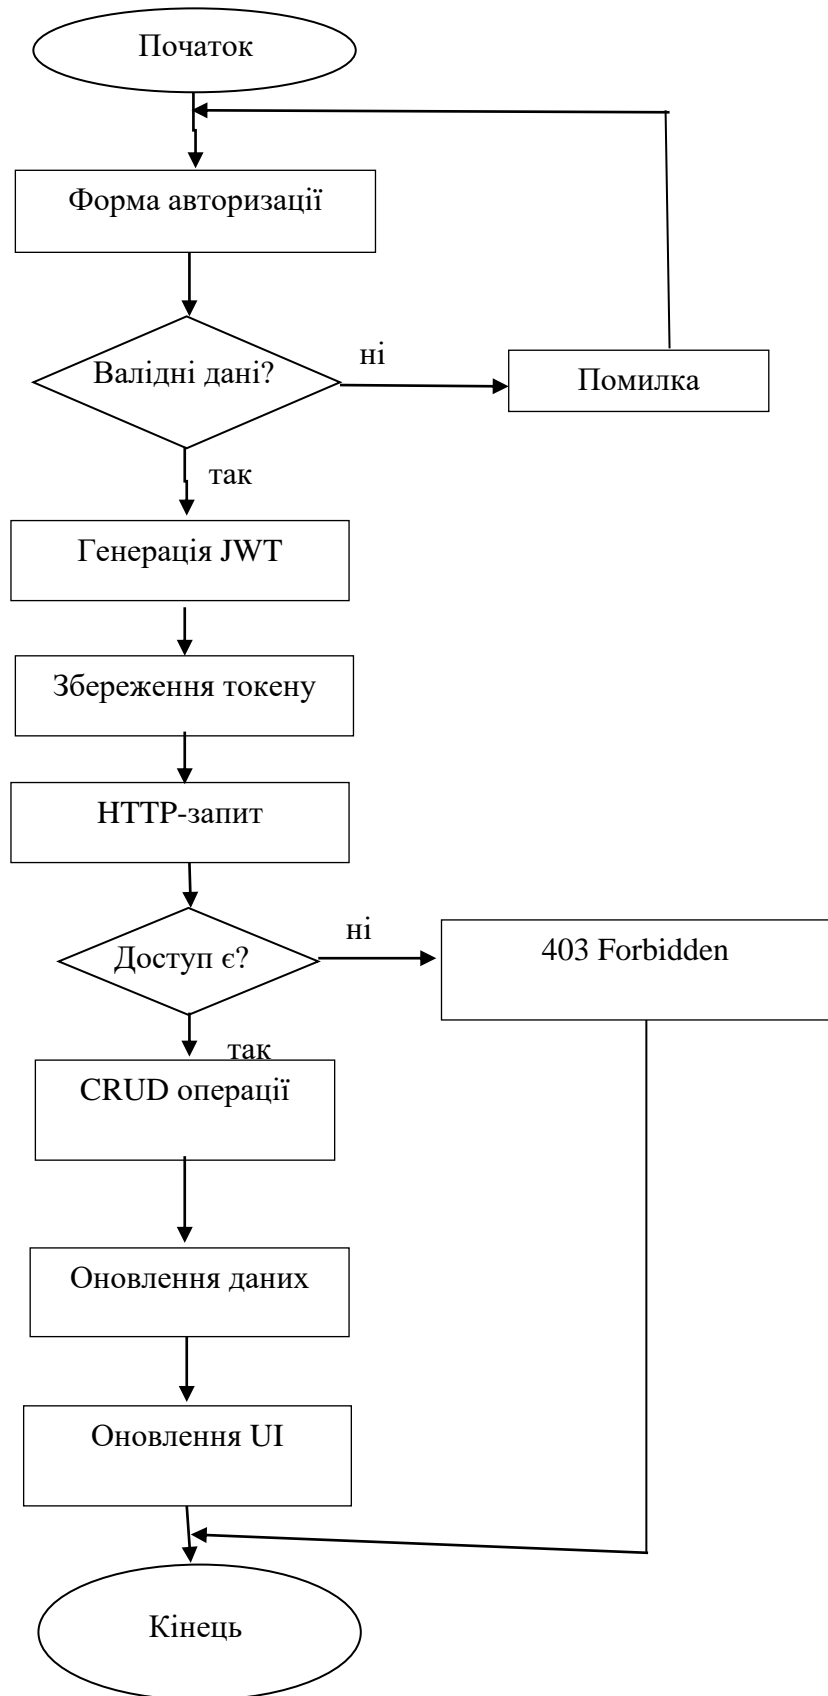 Початок
Форма авторизації
Валідні дані?
ні
Помилка
так
Генерація JWT
Збереження токену
HTTP-запит
Доступ є?
ні
403 Forbidden
так
CRUD операції
Оновлення даних
Оновлення UI
Кінець